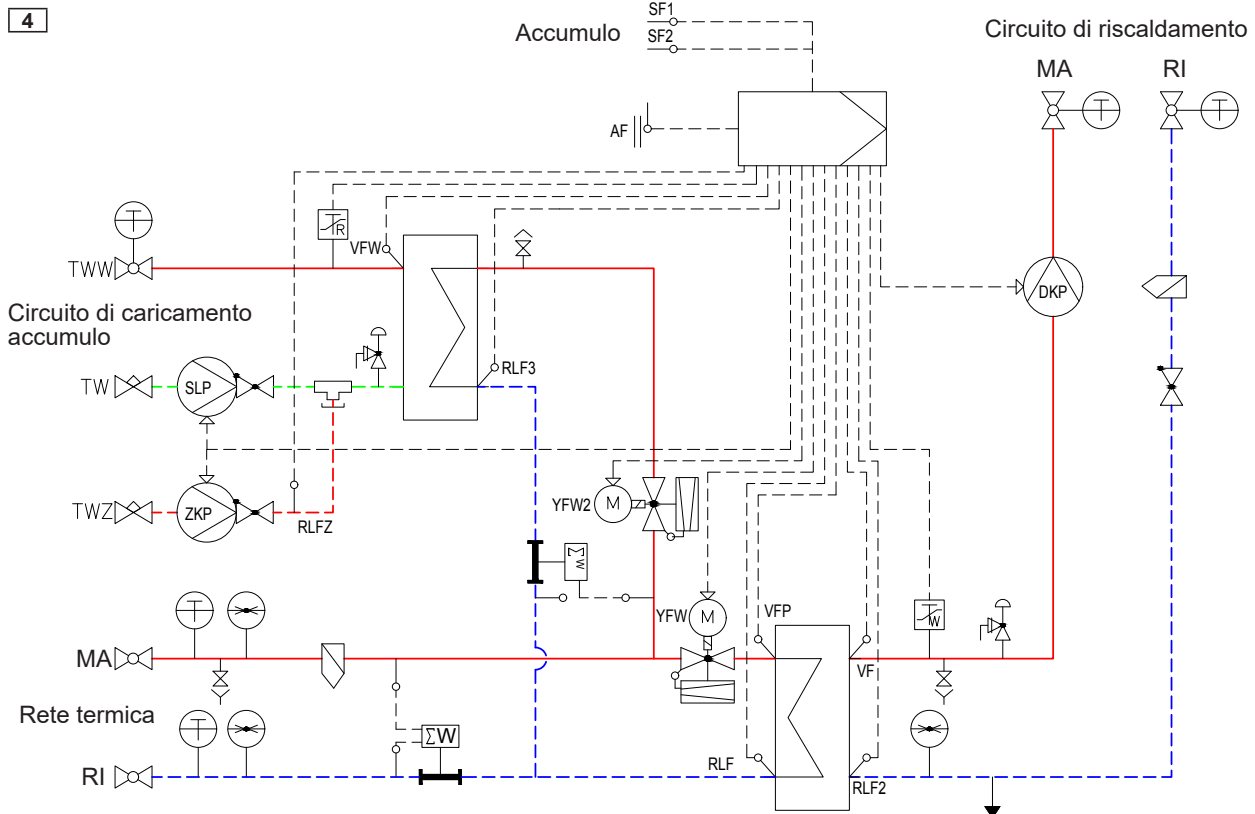 4
SF1
Accumulo
SF2
Circuito di riscaldamento
MA
RI
T
T
AF
T
R
VFW
TWW
DKP
Circuito di caricamento
accumulo
RLF3
TW
SLP
YFW2
M
TWZ
ZKP
RLFZ
ΣW
T
YFW
M
VFP
W
MA
VF
Rete termica
T
ΣW
RLF
RI
RLF2